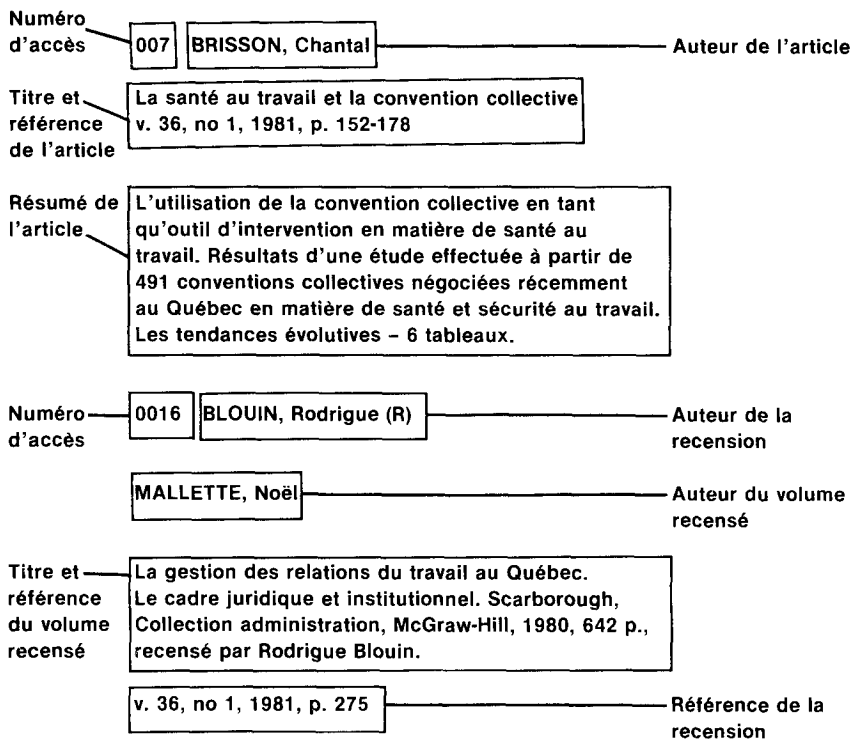 Numéro
d'accès
007 BRISSON, Chantal
Auteur de l'article
Titre et
référence
de l'article
La santé au travail et la convention collective
v. 36, no 1, 1981, p. 152-178
Résumé de
l'article
L'utilisation de la convention collective en tant
qu'outil d'intervention en matière de santé au
travail. Résultats d'une étude effectuée à partir de
491 conventions collectives négociées récemment
au Québec en matière de santé et sécurité au travail.
Les tendances évolutives – 6 tableaux.
Numéro
d'accès
0016 BLOUIN, Rodrigue (R)
Auteur de la
recension
MALLETTE, Noël
Auteur du volume
recensé
Titre et
référence
du volume
recensé
La gestion des relations du travail au Québec.
Le cadre juridique et institutionnel. Scarborough,
Collection administration, McGraw-Hill, 1980, 642 p.,
recensé par Rodrigue Blouin.
v. 36, no 1, 1981, p. 275
Référence de la
recension